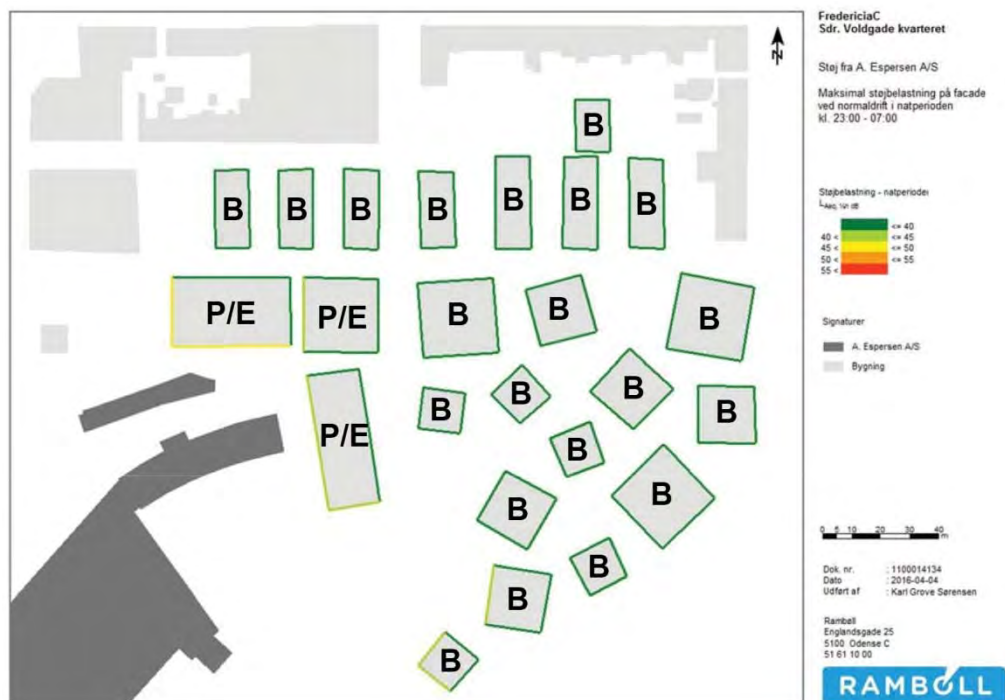 FredericiaC
Sdr. Voldgade kvarteret
Støj fra A. Espersen A/S
Maksimal støjbelastning på facade
ved normaldrift i natperioden
kl. 23:00 - 07:00
N
B
B B B B B B B
P/E P/E B B B
B B B B
P/E B
B B
B
B
B
Støjbelastning - natperioden
<= 40
40 < <= 45
45 < <= 50
50 < <= 55
55 <
Signaturer
A. Espersen A/S
Bygning
0 5 10 20 30 40
m
Dok. nr. : 1100014134
Dato : 2016-04-04
Udført af : Karl Grove Sørensen
Rambøll
Englandsgade 25
5100 Odense C
51 61 10 00
RAMBOLL